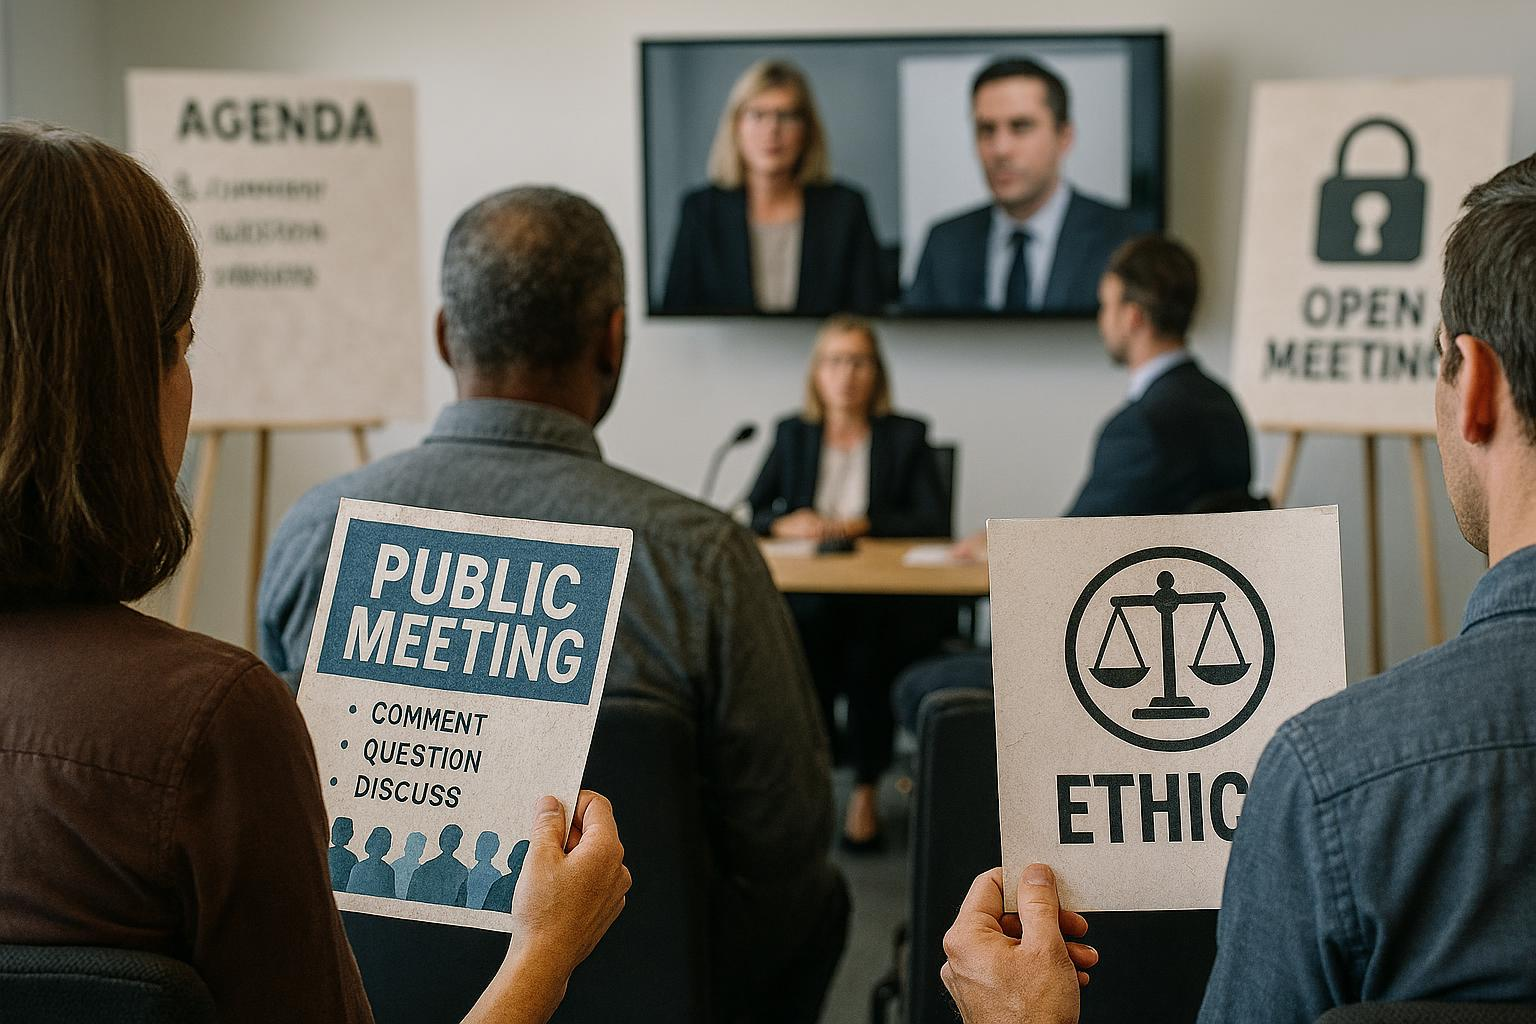 AGENDA
OPEN
MEETING
PUBLIC
MEETING
• COMMENT
• QUESTION
• DISCUSS
ETHIC